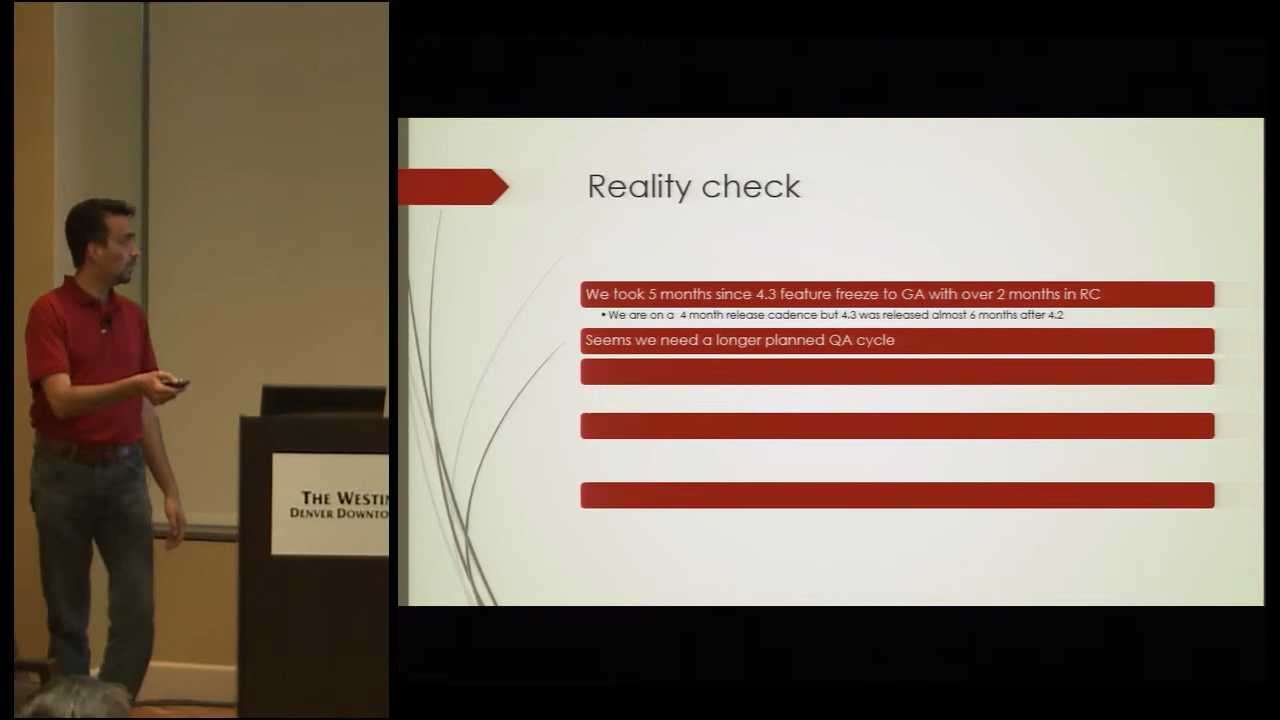 Reality check
We took 5 months since 4.3 feature freeze to GA with over 2 months in RC
• We are on a 4 month release cadence but 4.3 was released almost 6 months after 4.2
Seems we need a longer planned QA cycle
THE WESTI
DENVER DOWNTO